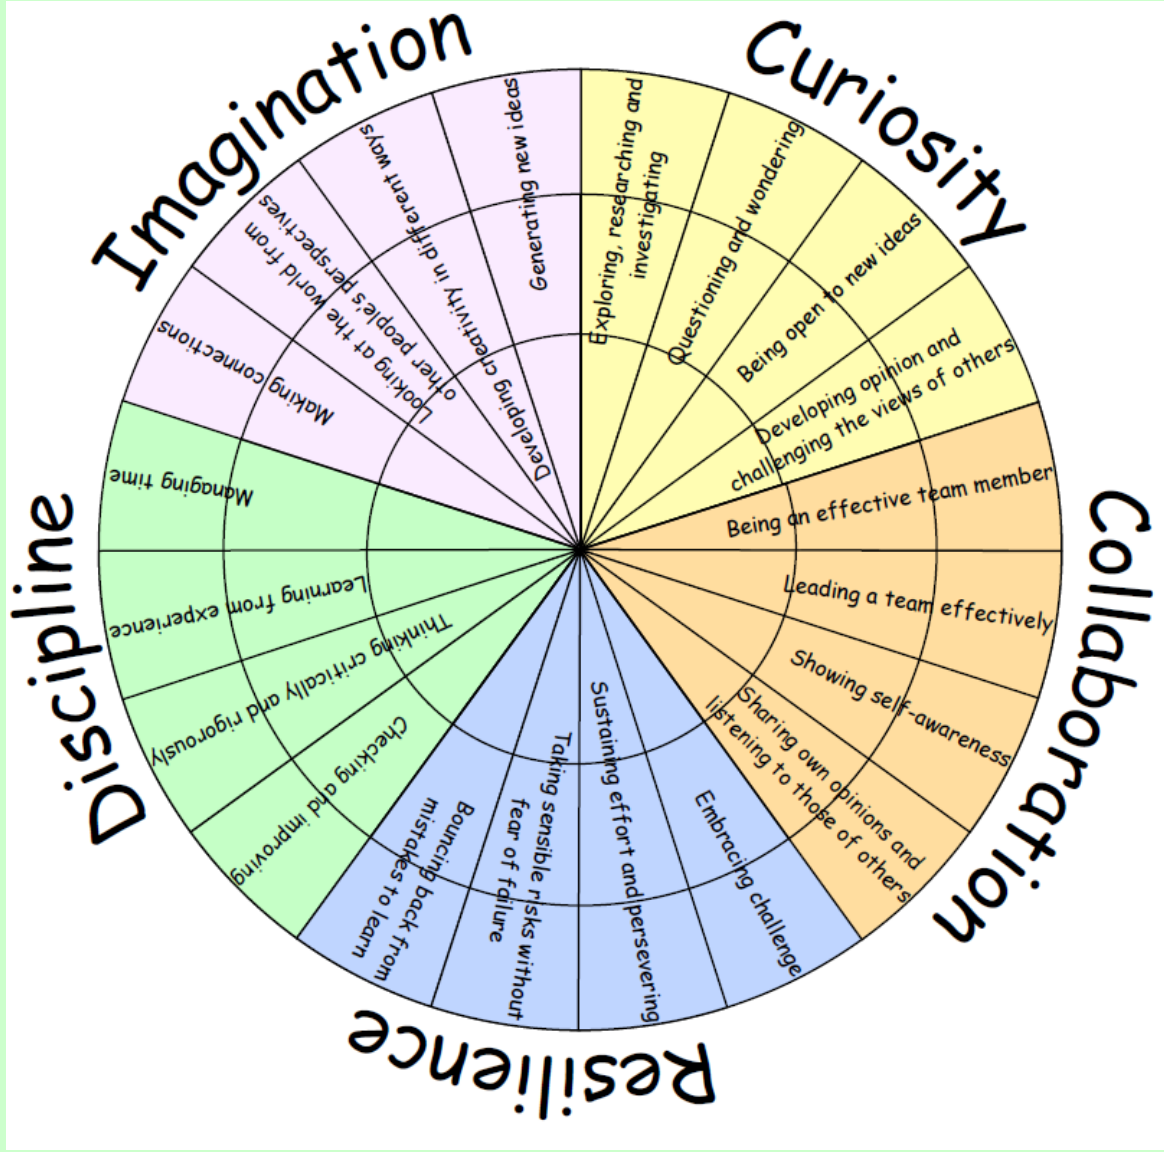 Curiosity
Exploring, researching and
investigating
Questioning and wondering
Being open to new ideas
Developing opinion and
challenging the views of others
Collaboration
Being an effective team member
Leading a team effectively
Showing self-awareness
Sharing own opinions and
listening to those of others
Resilience
Embracing challenge
Sustaining effort and persevering
Taking sensible risks without
fear of failure
Bouncing back from
mistakes to learn
Discipline
Checking and improving
Thinking critically and rigorously
Learning from experience
Managing time
Imagination
Making connections
Looking at the world from
other people's perspectives
Developing creativity in different ways
Generating new ideas